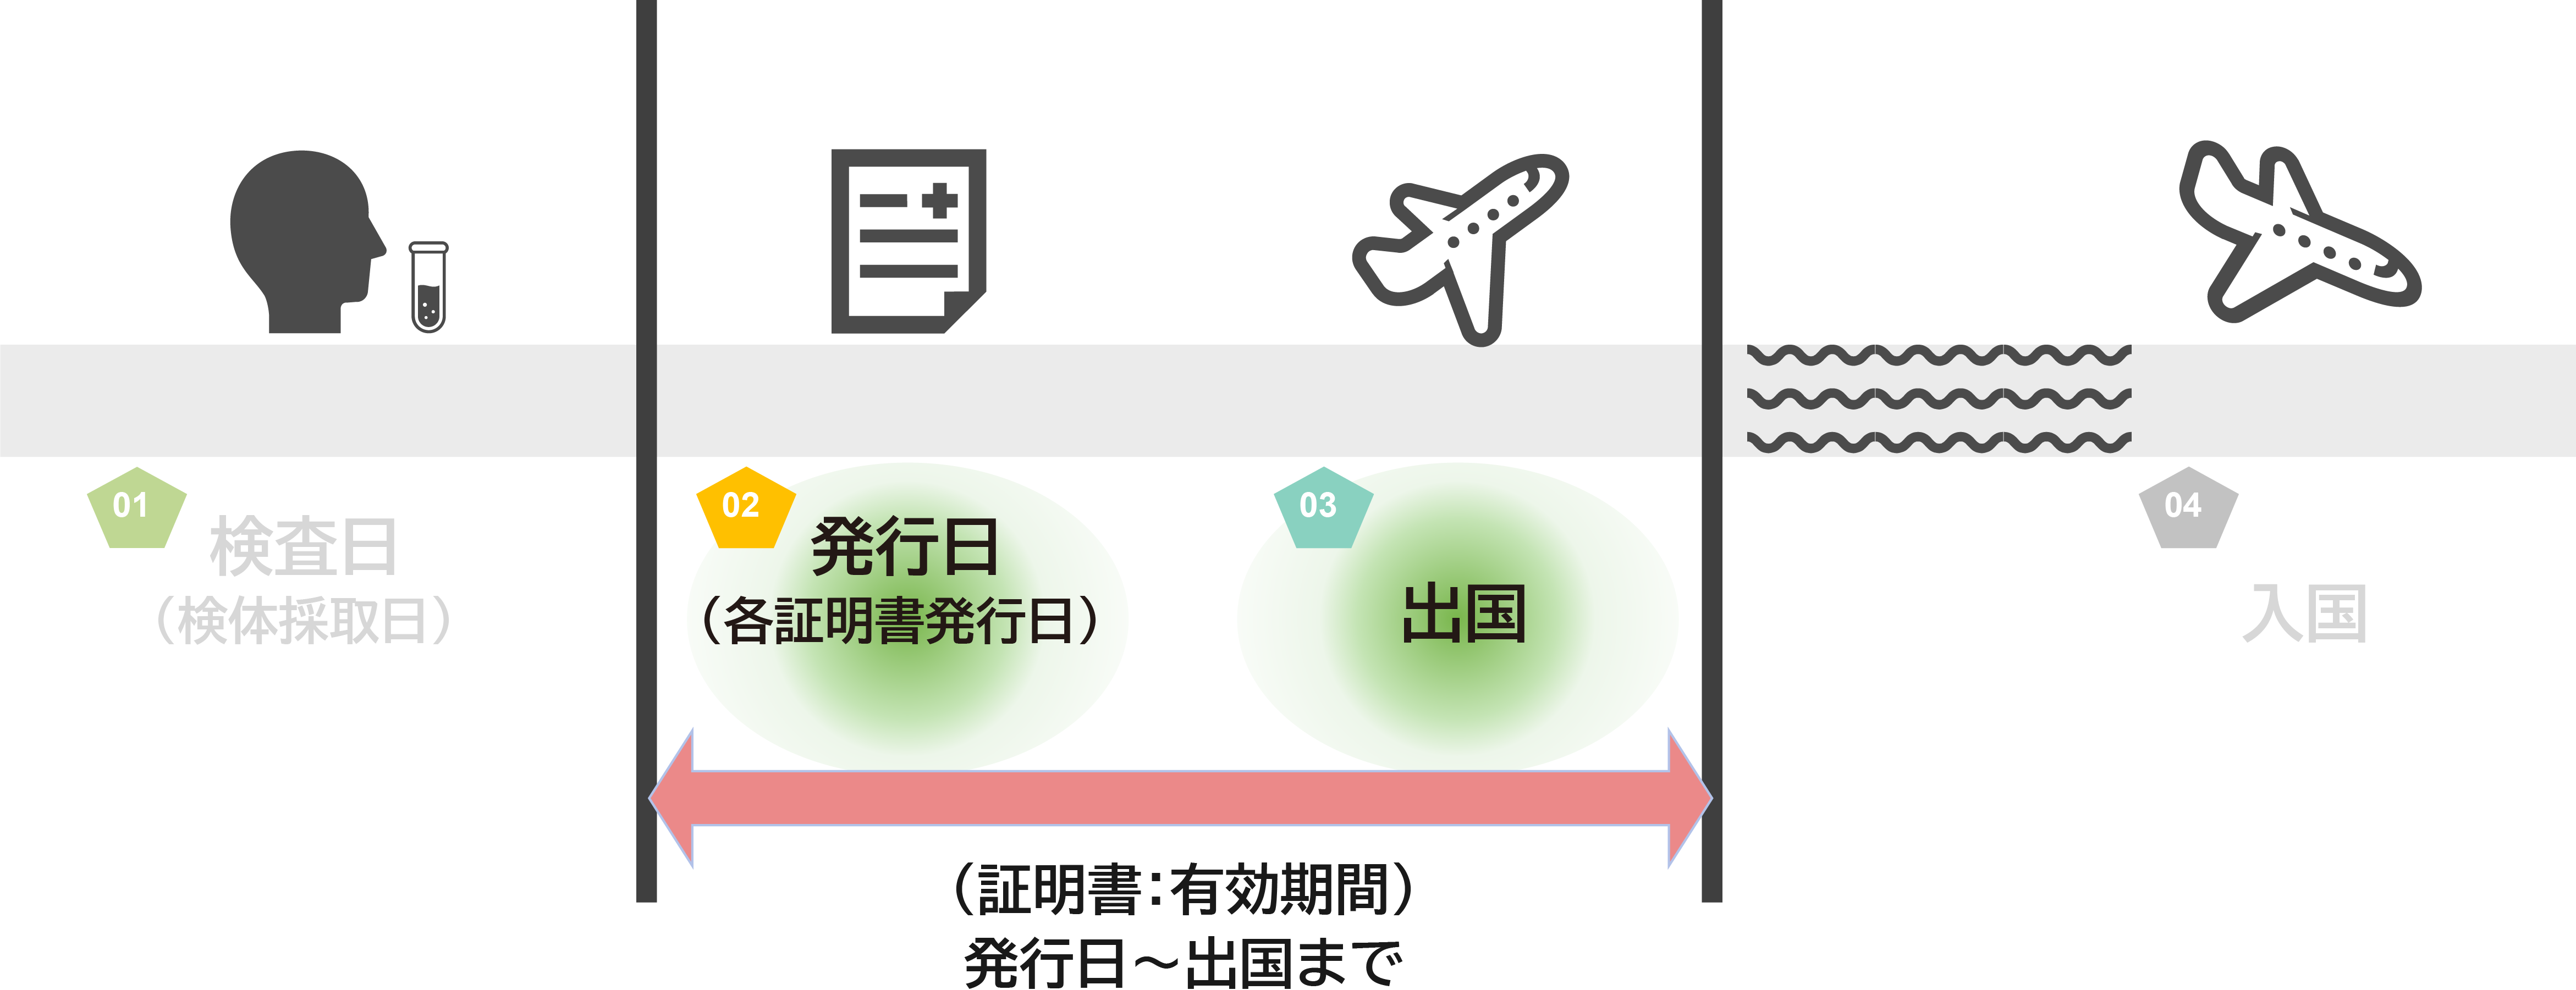 01
検査日
（検体採取日）
02
発行日
（各証明書発行日）
03
出国
04
入国
（証明書：有効期間）
発行日～出国まで